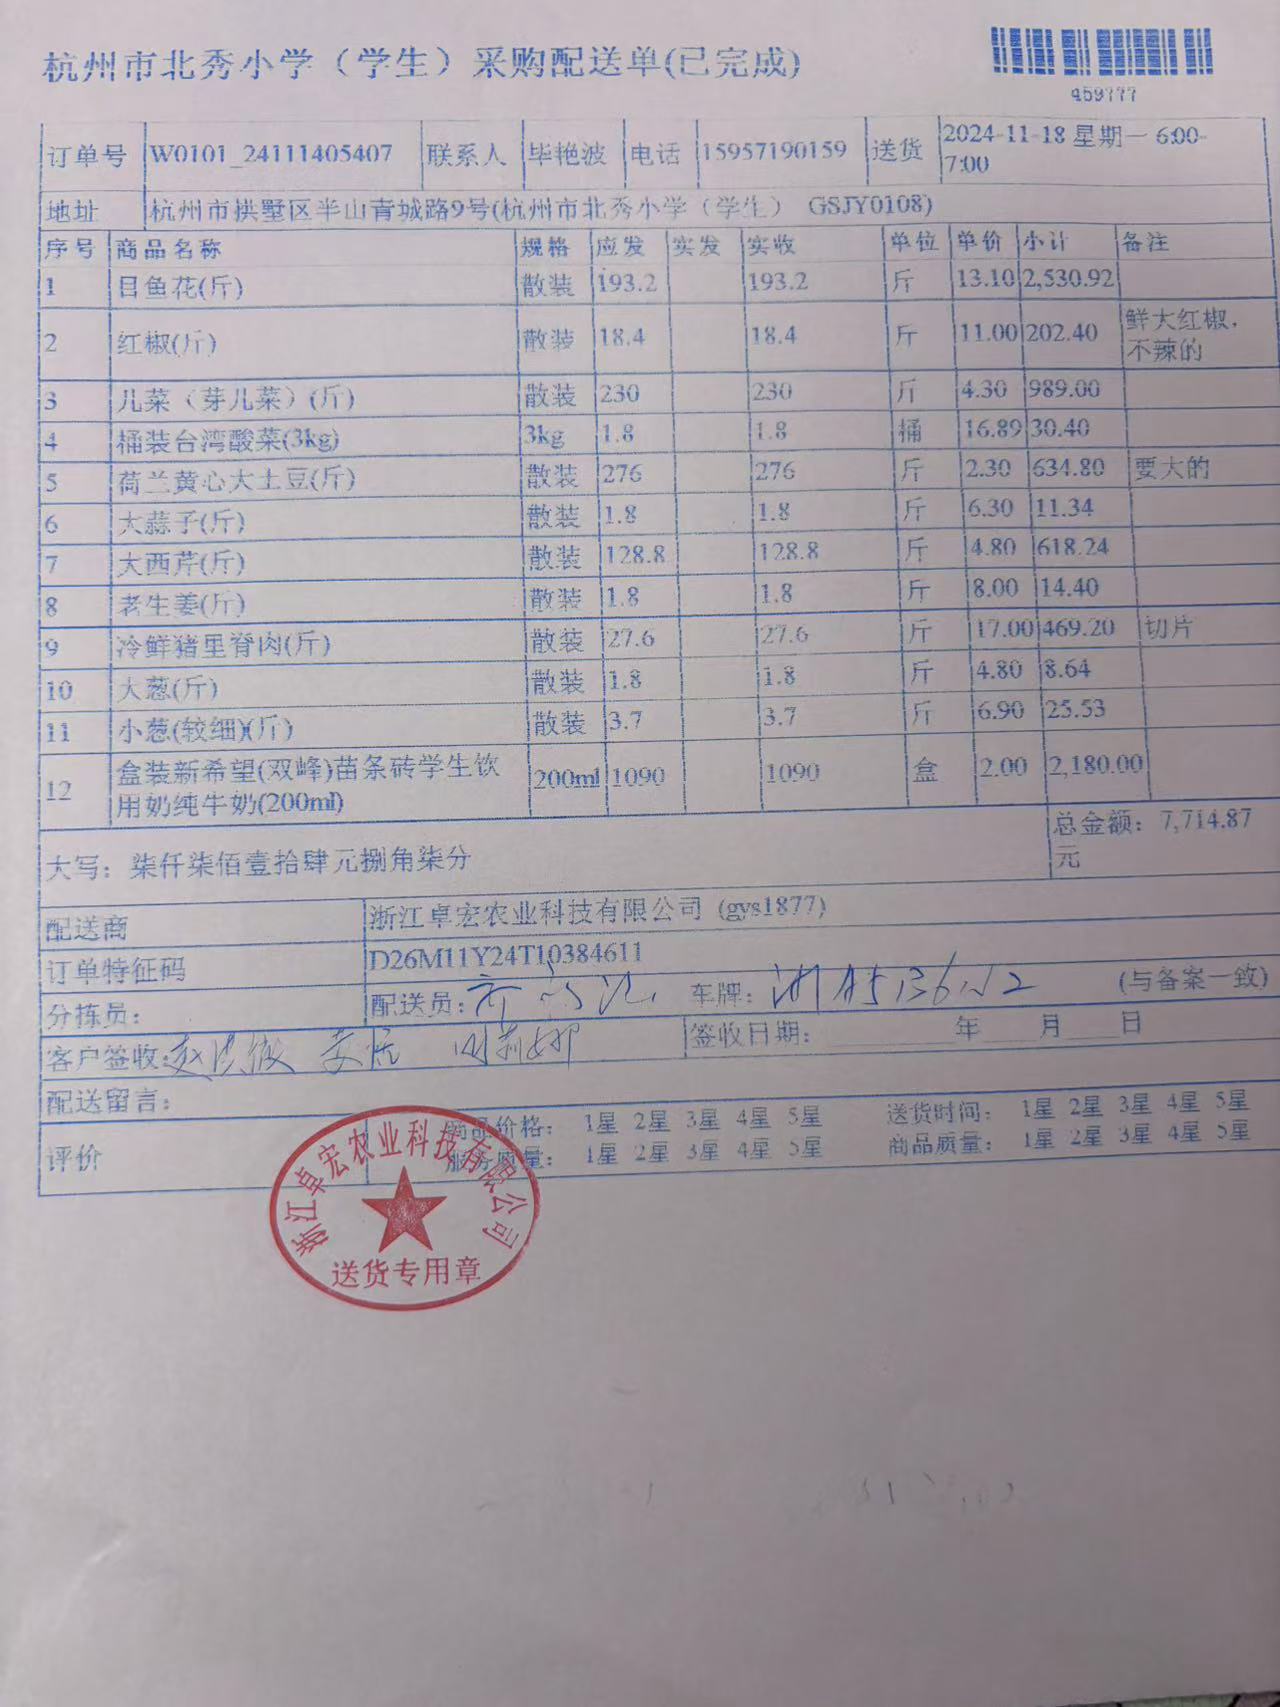 杭州市北秀小学（学生）采购配送单(已完成)
459777
订单号 W0101_24111405407 联系人 毕艳波 电话 15957190159 送货 2024-11-18 星期一 6:00-
7:00
地址 杭州市拱墅区半山青城路9号(杭州市北秀小学（学生） GSJY0108)
序号 商品名称 规格 应发 实发 实收 单位 单价 小计 备注
1 目鱼花(斤) 散装 193.2 193.2 斤 13.10 2,530.92
2 红椒(斤) 散装 18.4 18.4 斤 11.00 202.40 鲜大红椒,
不辣的
3 儿菜（芽儿菜）(斤) 散装 230 230 斤 4.30 989.00
4 桶装台湾酸菜(3kg) 3kg 1.8 1.8 桶 16.89 30.40
5 荷兰黄心大土豆(斤) 散装 276 276 斤 2.30 634.80 要大的
6 大蒜子(斤) 散装 1.8 1.8 斤 6.30 11.34
7 大西芹(斤) 散装 128.8 128.8 斤 4.80 618.24
8 老生姜(斤) 散装 1.8 1.8 斤 8.00 14.40
9 冷鲜猪里脊肉(斤) 散装 27.6 27.6 斤 17.00 469.20 切片
10 大葱(斤) 散装 1.8 1.8 斤 4.80 8.64
11 小葱(较细)(斤) 散装 3.7 3.7 斤 6.90 25.53
12 盒装新希望(双峰)苗条砖学生饮
用奶纯牛奶(200ml) 200ml 1090 1090 盒 2.00 2,180.00
大写：柒仟柒佰壹拾肆元捌角柒分 总金额：7,714.87
元
配送商 浙江卓宏农业科技有限公司 (gys1877)
订单特征码 D26M11Y24T10384611
分拣员： 配送员： 车牌： (与备案一致)
客户签收: 签收日期： 年 月 日
配送留言：
评价 商品价格： 1星 2星 3星 4星 5星 送货时间： 1星 2星 3星 4星 5星
服务质量： 1星 2星 3星 4星 5星 商品质量： 1星 2星 3星 4星 5星
浙江卓宏农业科技有限公司
送货专用章